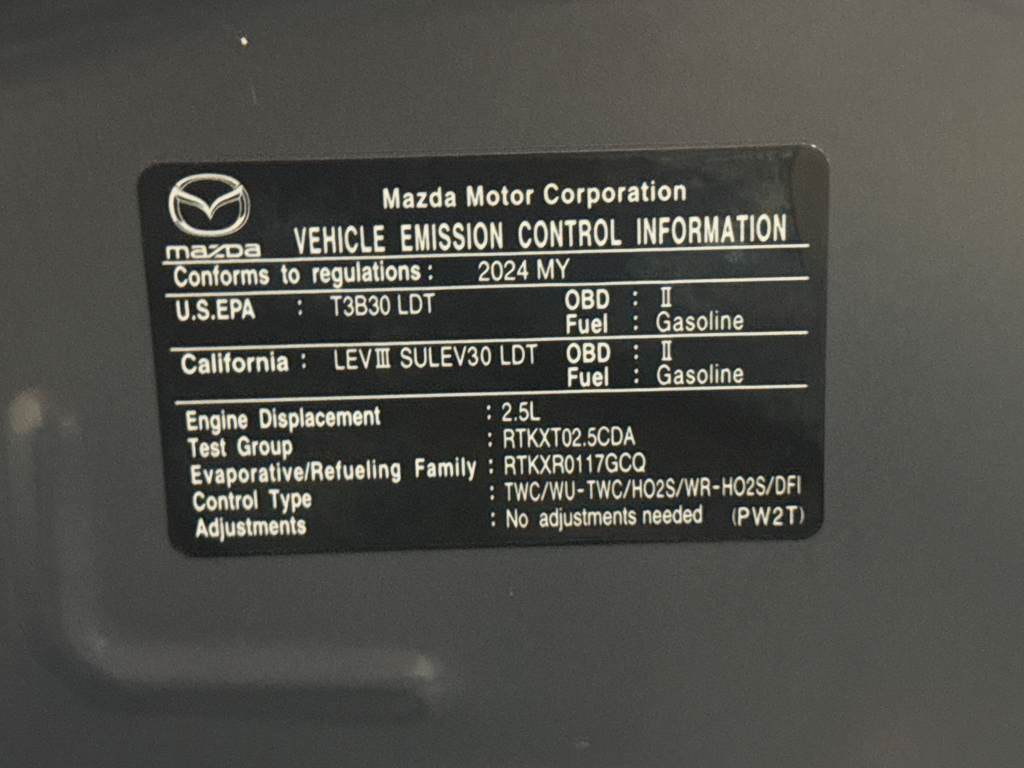 Mazda Motor Corporation
mazda VEHICLE EMISSION CONTROL INFORMATION
Conforms to regulations : 2024 MY
U.S.EPA : T3B30 LDT OBD : Ⅱ
Fuel : Gasoline
California : LEVⅢ SULEV30 LDT OBD : Ⅱ
Fuel : Gasoline
Engine Displacement : 2.5L
Test Group : RTKXT02.5CDA
Evaporative/Refueling Family : RTKXR0117GCQ
Control Type : TWC/WU-TWC/HO2S/WR-HO2S/DFI
Adjustments : No adjustments needed (PW2T)